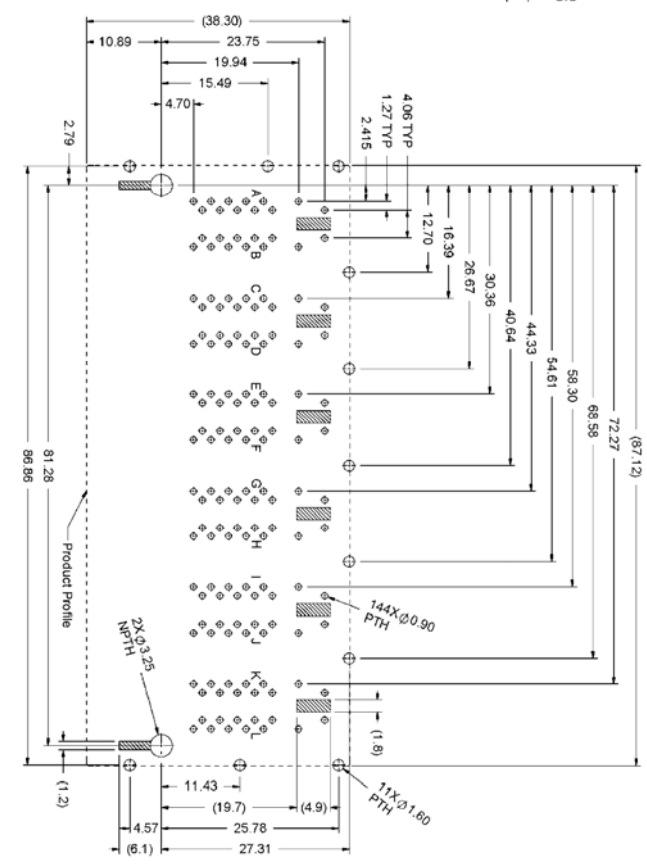 (38.30)
10.89
23.75
19.94
15.49
4.70
2.79
4.06 TYP
1.27 TYP
2.415
12.70
16.39
26.67
30.36
40.64
44.33
54.61
58.30
68.58
72.27
(87.12)
A
B
C
D
E
F
G
H
I
J
K
L
81.28
86.86
Product Profile
2X Ø3.25
NPTH
144X Ø0.90
PTH
(1.8)
11X Ø1.60
PTH
(1.2)
11.43
(19.7)
(4.9)
4.57
25.78
(6.1)
27.31